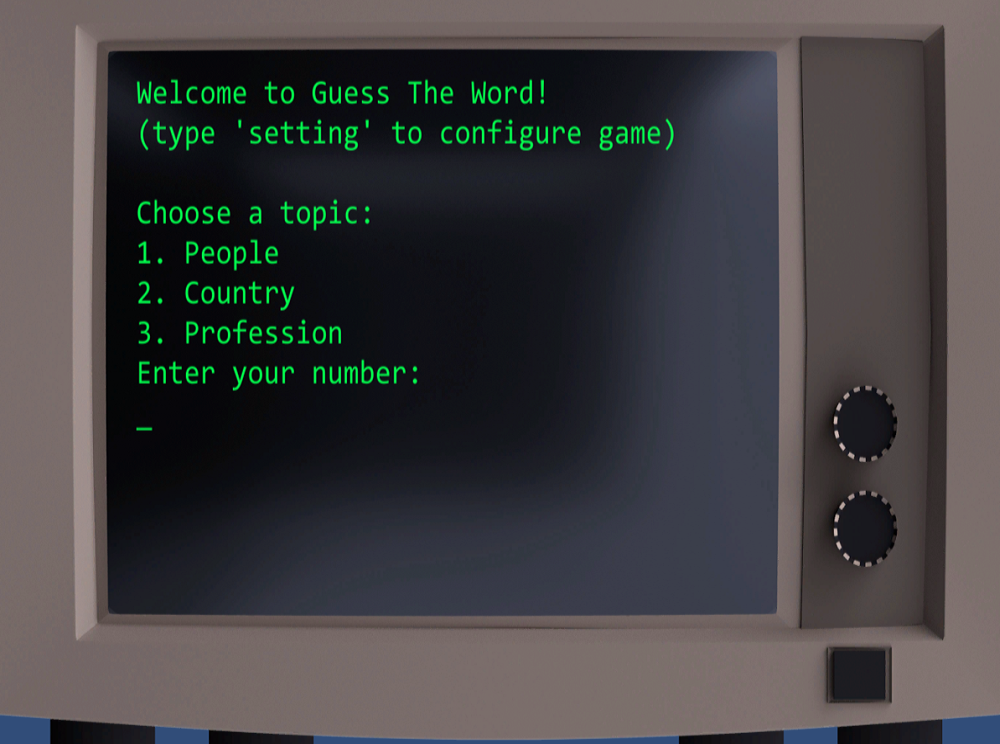 Welcome to Guess The Word!
(type 'setting' to configure game)
Choose a topic:
1. People
2. Country
3. Profession
Enter your number:
_